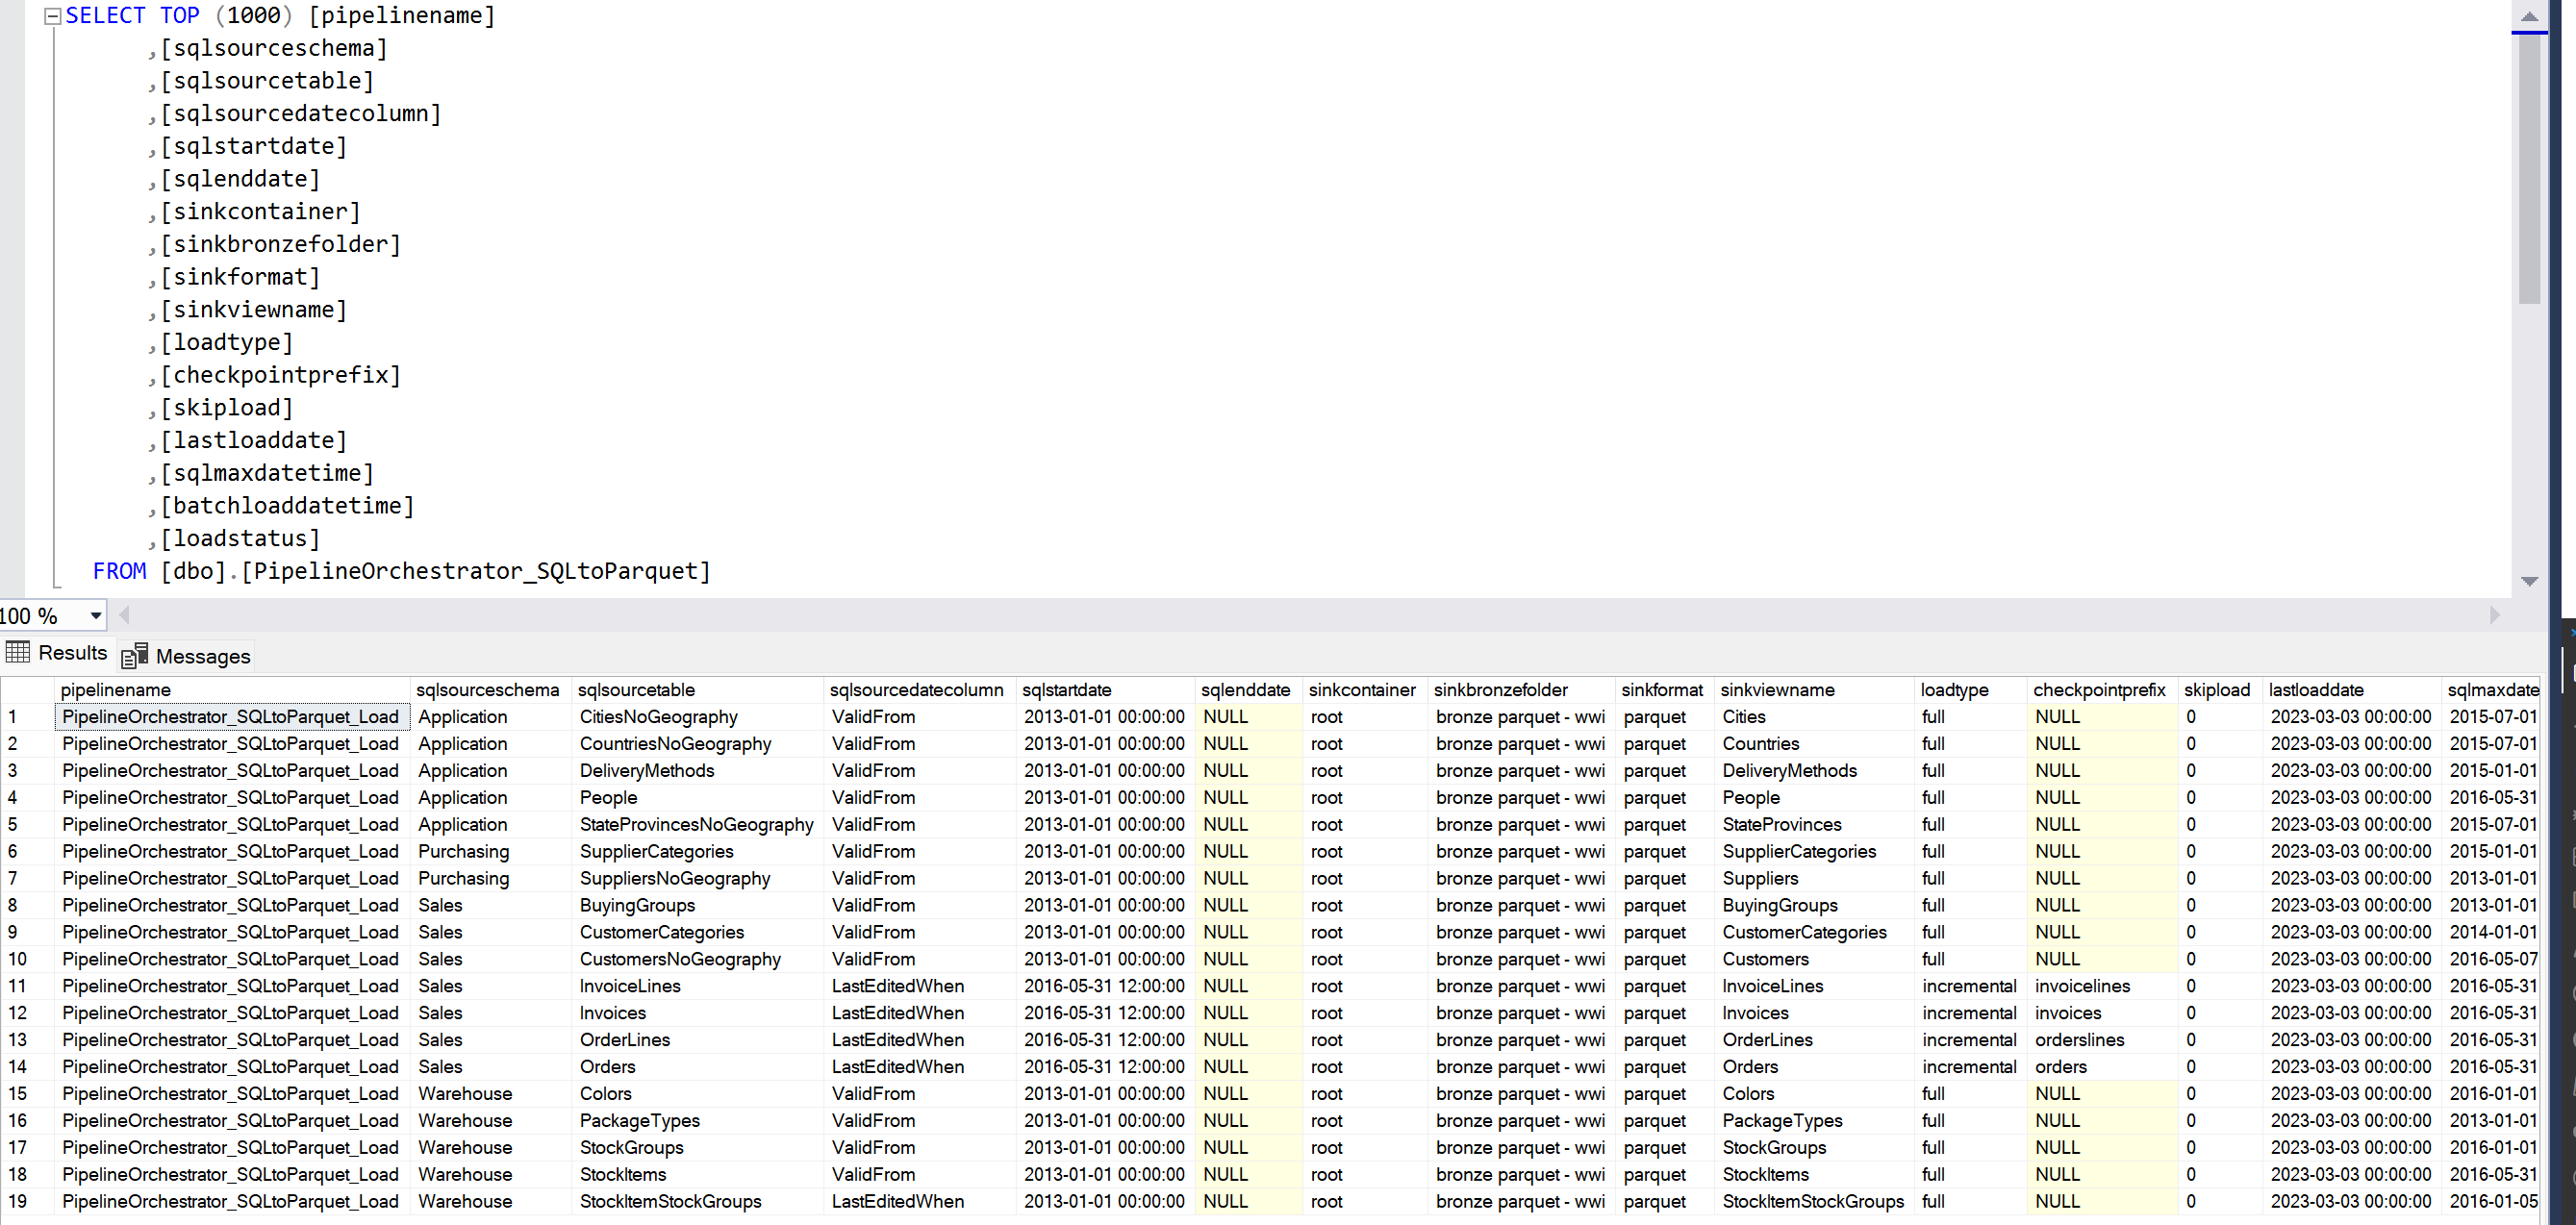 SELECT TOP (1000) [pipelinename]
,[sqlsourceschema]
,[sqlsourcetable]
,[sqlsourcedatecolumn]
,[sqlstartdate]
,[sqlenddate]
,[sinkcontainer]
,[sinkbronzefolder]
,[sinkformat]
,[sinkviewname]
,[loadtype]
,[checkpointprefix]
,[skipload]
,[lastloaddate]
,[sqlmaxdatetime]
,[batchloaddatetime]
,[loadstatus]
FROM [dbo].[PipelineOrchestrator_SQLtoParquet]
100 %
Results Messages
pipelinename sqlsourceschema sqlsourcetable sqlsourcedatecolumn sqlstartdate sqlenddate sinkcontainer sinkbronzefolder sinkformat sinkviewname loadtype checkpointprefix skipload lastloaddate sqlmaxdate
1 PipelineOrchestrator_SQLtoParquet_Load Application CitiesNoGeography ValidFrom 2013-01-01 00:00:00 NULL root bronze parquet - wwi parquet Cities full NULL 0 2023-03-03 00:00:00 2015-07-01
2 PipelineOrchestrator_SQLtoParquet_Load Application CountriesNoGeography ValidFrom 2013-01-01 00:00:00 NULL root bronze parquet - wwi parquet Countries full NULL 0 2023-03-03 00:00:00 2015-07-01
3 PipelineOrchestrator_SQLtoParquet_Load Application DeliveryMethods ValidFrom 2013-01-01 00:00:00 NULL root bronze parquet - wwi parquet DeliveryMethods full NULL 0 2023-03-03 00:00:00 2015-01-01
4 PipelineOrchestrator_SQLtoParquet_Load Application People ValidFrom 2013-01-01 00:00:00 NULL root bronze parquet - wwi parquet People full NULL 0 2023-03-03 00:00:00 2016-05-31
5 PipelineOrchestrator_SQLtoParquet_Load Application StateProvincesNoGeography ValidFrom 2013-01-01 00:00:00 NULL root bronze parquet - wwi parquet StateProvinces full NULL 0 2023-03-03 00:00:00 2015-07-01
6 PipelineOrchestrator_SQLtoParquet_Load Purchasing SupplierCategories ValidFrom 2013-01-01 00:00:00 NULL root bronze parquet - wwi parquet SupplierCategories full NULL 0 2023-03-03 00:00:00 2015-01-01
7 PipelineOrchestrator_SQLtoParquet_Load Purchasing SuppliersNoGeography ValidFrom 2013-01-01 00:00:00 NULL root bronze parquet - wwi parquet Suppliers full NULL 0 2023-03-03 00:00:00 2013-01-01
8 PipelineOrchestrator_SQLtoParquet_Load Sales BuyingGroups ValidFrom 2013-01-01 00:00:00 NULL root bronze parquet - wwi parquet BuyingGroups full NULL 0 2023-03-03 00:00:00 2013-01-01
9 PipelineOrchestrator_SQLtoParquet_Load Sales CustomerCategories ValidFrom 2013-01-01 00:00:00 NULL root bronze parquet - wwi parquet CustomerCategories full NULL 0 2023-03-03 00:00:00 2014-01-01
10 PipelineOrchestrator_SQLtoParquet_Load Sales CustomersNoGeography ValidFrom 2013-01-01 00:00:00 NULL root bronze parquet - wwi parquet Customers full NULL 0 2023-03-03 00:00:00 2016-05-07
11 PipelineOrchestrator_SQLtoParquet_Load Sales InvoiceLines LastEditedWhen 2016-05-31 12:00:00 NULL root bronze parquet - wwi parquet InvoiceLines incremental invoicelines 0 2023-03-03 00:00:00 2016-05-31
12 PipelineOrchestrator_SQLtoParquet_Load Sales Invoices LastEditedWhen 2016-05-31 12:00:00 NULL root bronze parquet - wwi parquet Invoices incremental invoices 0 2023-03-03 00:00:00 2016-05-31
13 PipelineOrchestrator_SQLtoParquet_Load Sales OrderLines LastEditedWhen 2016-05-31 12:00:00 NULL root bronze parquet - wwi parquet OrderLines incremental orderslines 0 2023-03-03 00:00:00 2016-05-31
14 PipelineOrchestrator_SQLtoParquet_Load Sales Orders LastEditedWhen 2016-05-31 12:00:00 NULL root bronze parquet - wwi parquet Orders incremental orders 0 2023-03-03 00:00:00 2016-05-31
15 PipelineOrchestrator_SQLtoParquet_Load Warehouse Colors ValidFrom 2013-01-01 00:00:00 NULL root bronze parquet - wwi parquet Colors full NULL 0 2023-03-03 00:00:00 2016-01-01
16 PipelineOrchestrator_SQLtoParquet_Load Warehouse PackageTypes ValidFrom 2013-01-01 00:00:00 NULL root bronze parquet - wwi parquet PackageTypes full NULL 0 2023-03-03 00:00:00 2013-01-01
17 PipelineOrchestrator_SQLtoParquet_Load Warehouse StockGroups ValidFrom 2013-01-01 00:00:00 NULL root bronze parquet - wwi parquet StockGroups full NULL 0 2023-03-03 00:00:00 2016-01-01
18 PipelineOrchestrator_SQLtoParquet_Load Warehouse StockItems ValidFrom 2013-01-01 00:00:00 NULL root bronze parquet - wwi parquet StockItems full NULL 0 2023-03-03 00:00:00 2016-05-31
19 PipelineOrchestrator_SQLtoParquet_Load Warehouse StockItemStockGroups LastEditedWhen 2013-01-01 00:00:00 NULL root bronze parquet - wwi parquet StockItemStockGroups full NULL 0 2023-03-03 00:00:00 2016-01-05